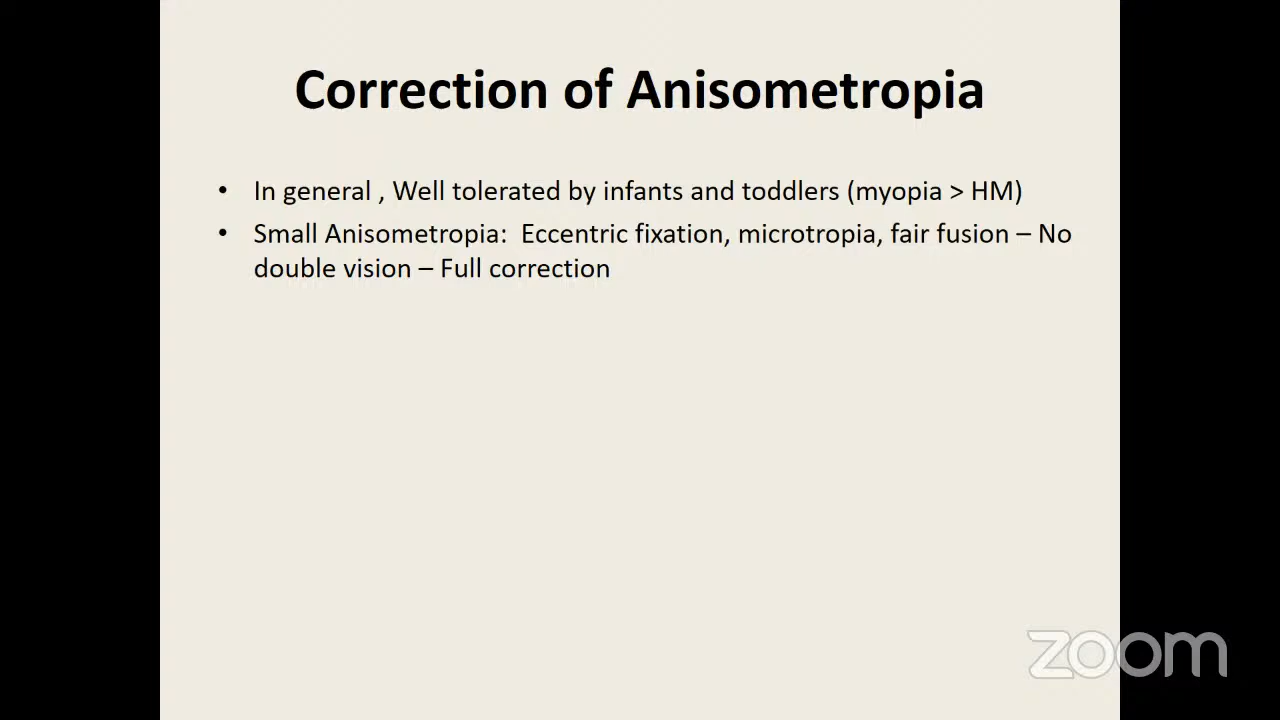 Correction of Anisometropia
• In general , Well tolerated by infants and toddlers (myopia > HM)
• Small Anisometropia:  Eccentric fixation, microtropia, fair fusion – No
double vision – Full correction
zoom